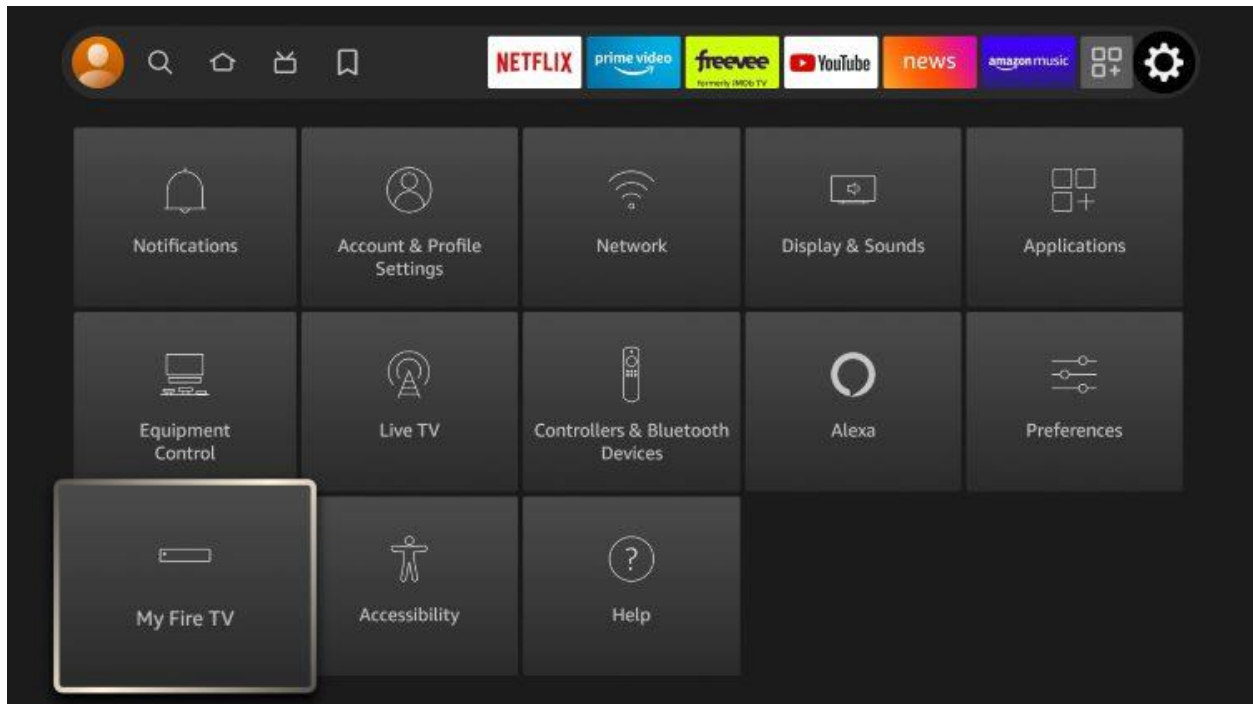 NETFLIX
prime video
freevee
formerly IMDb TV
YouTube
news
amazon music
Notifications
Account & Profile
Settings
Network
Display & Sounds
Applications
Equipment
Control
Live TV
Controllers & Bluetooth
Devices
Alexa
Preferences
My Fire TV
Accessibility
?
Help